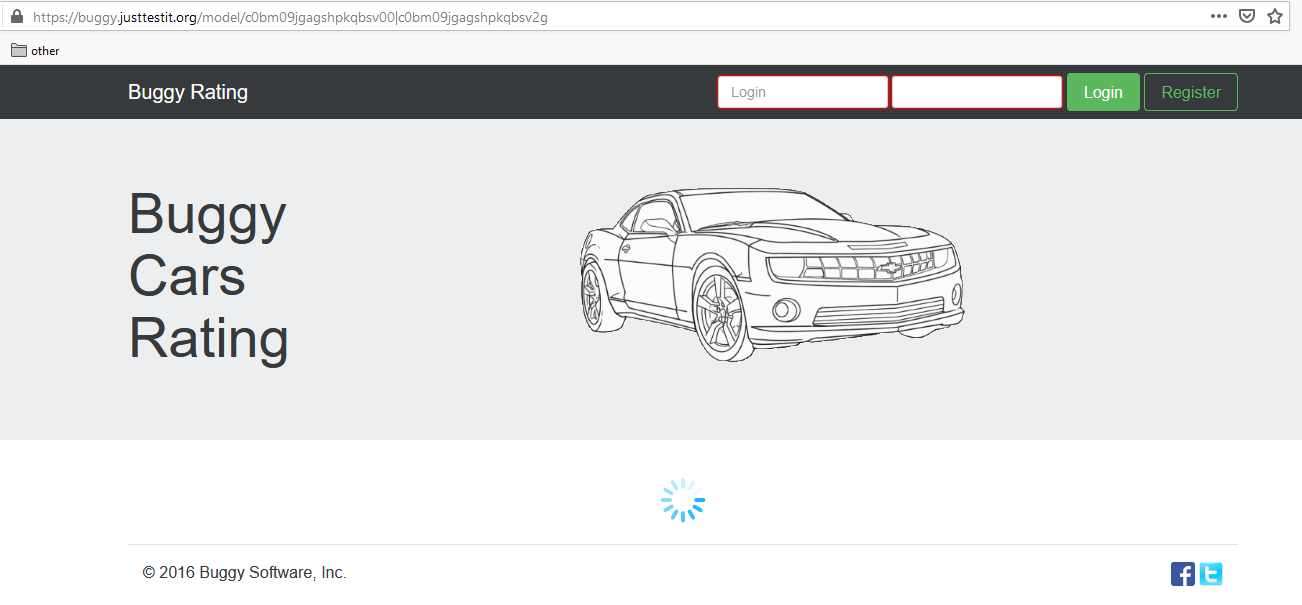 https://buggy.justtestit.org/model/c0bm09jgagshpkqbsv00|c0bm09jgagshpkqbsv2g
other
Buggy Rating
Login
Login
Register
Buggy
Cars
Rating
© 2016 Buggy Software, Inc.